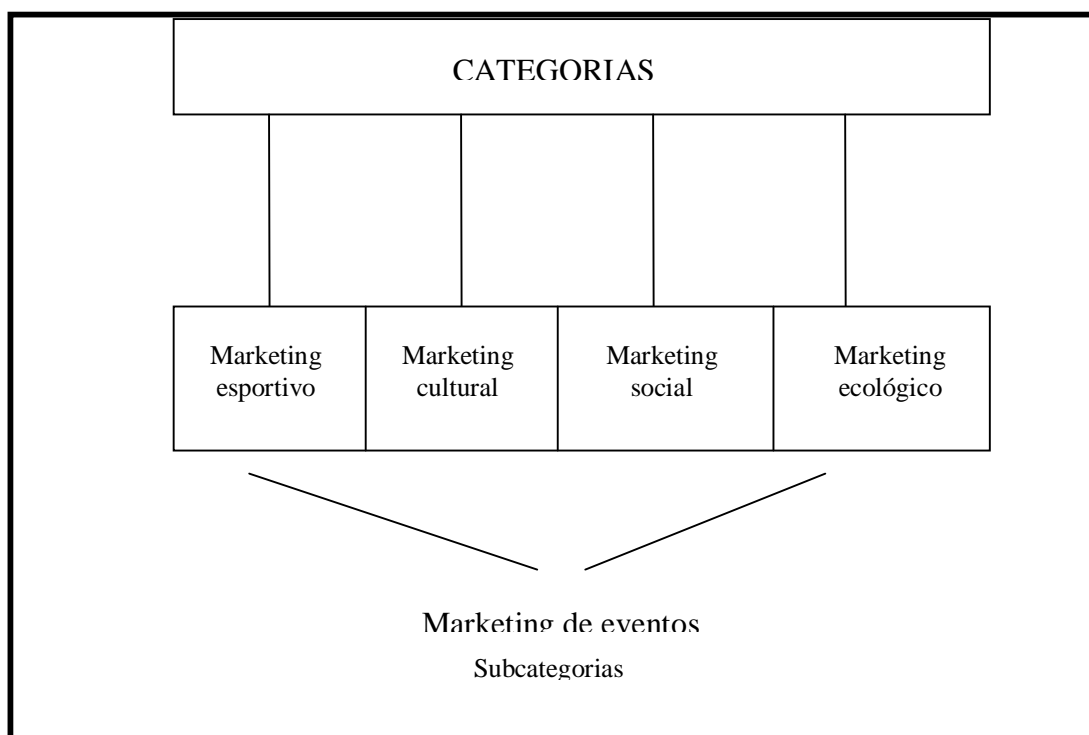 CATEGORIAS
Marketing
esportivo
Marketing
cultural
Marketing
social
Marketing
ecológico
Marketing de eventos
Subcategorias